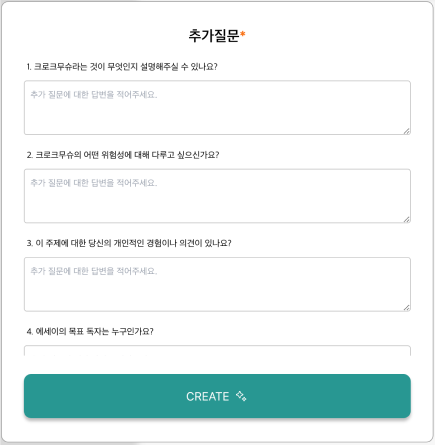 추가질문*
1. 크로크무슈라는 것이 무엇인지 설명해주실 수 있나요?
추가 질문에 대한 답변을 적어주세요.
2. 크로크무슈의 어떤 위험성에 대해 다루고 싶으신가요?
추가 질문에 대한 답변을 적어주세요.
3. 이 주제에 대한 당신의 개인적인 경험이나 의견이 있나요?
추가 질문에 대한 답변을 적어주세요.
4. 에세이의 목표 독자는 누구인가요?
CREATE